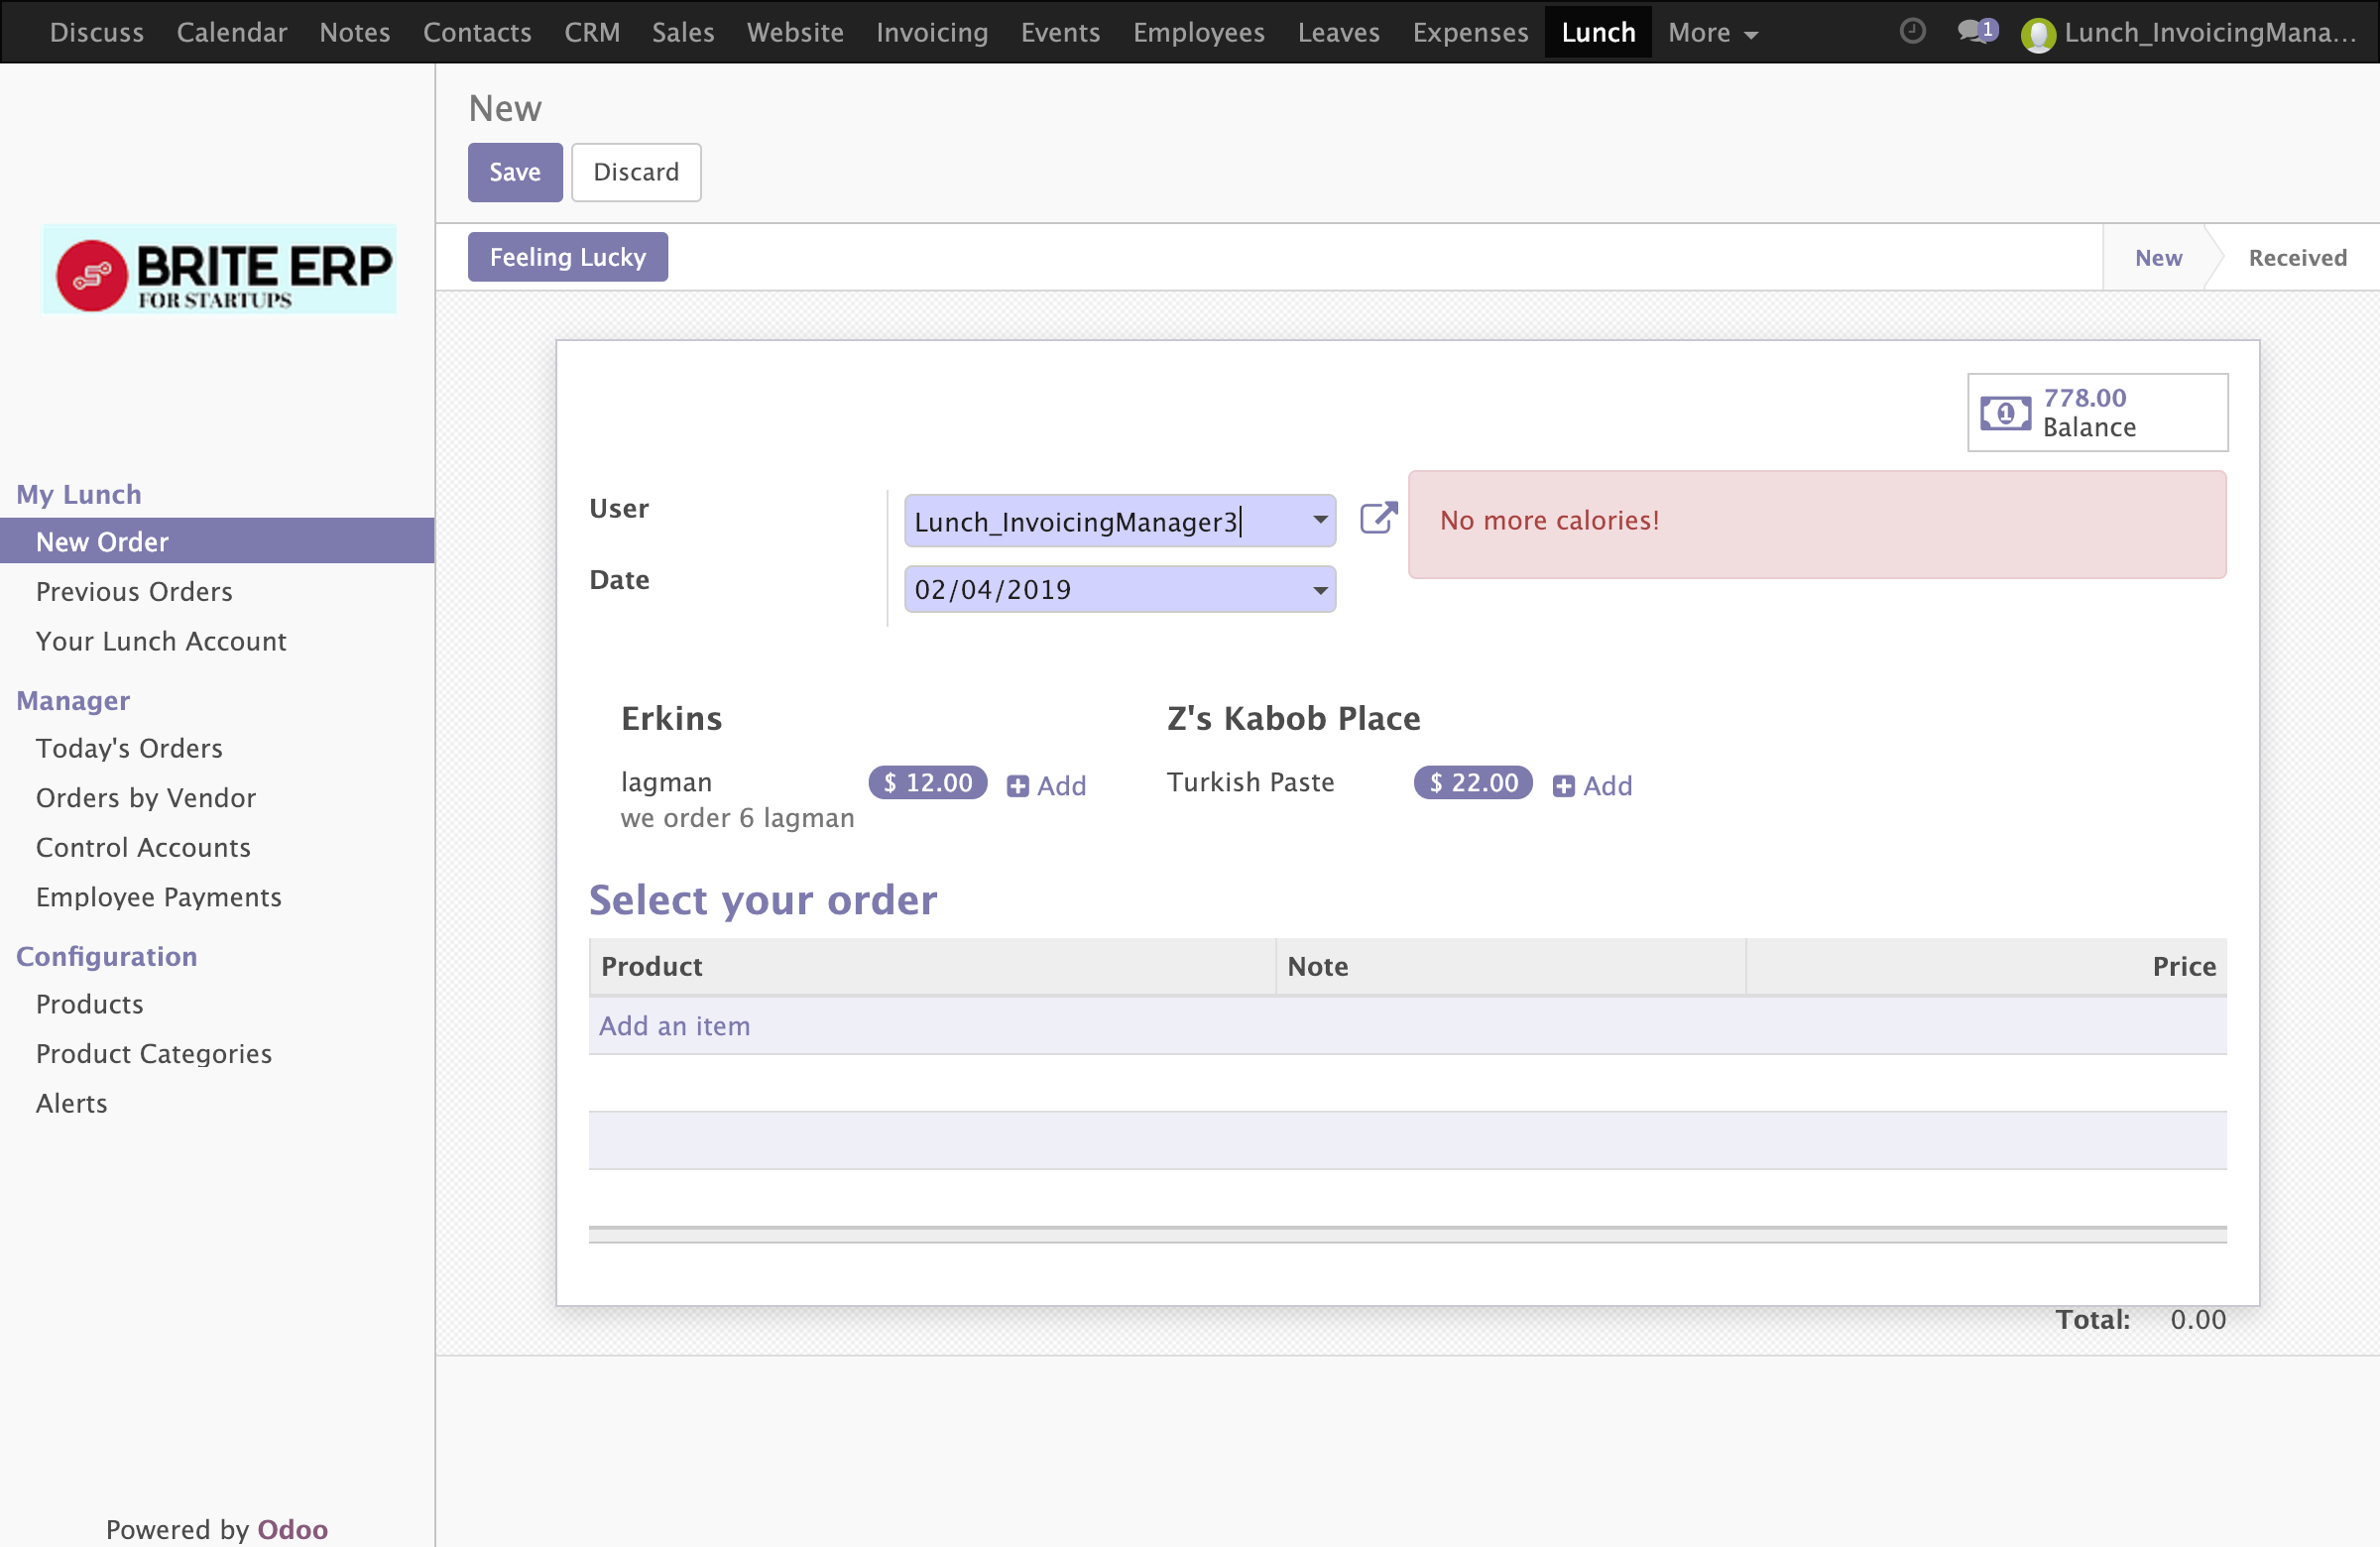 Discuss Calendar Notes Contacts CRM Sales Website Invoicing Events Employees Leaves Expenses Lunch More 1 Lunch_InvoicingMana...
BRITE ERP
FOR STARTUPS
My Lunch
New Order
Previous Orders
Your Lunch Account
Manager
Today's Orders
Orders by Vendor
Control Accounts
Employee Payments
Configuration
Products
Product Categories
Alerts
Powered by Odoo
New
Save Discard
Feeling Lucky New Received
1 778.00
Balance
User Lunch_InvoicingManager3 No more calories!
Date 02/04/2019
Erkins Z's Kabob Place
lagman $ 12.00 Add Turkish Paste $ 22.00 Add
we order 6 lagman
Select your order
Product Note Price
Add an item
Total: 0.00